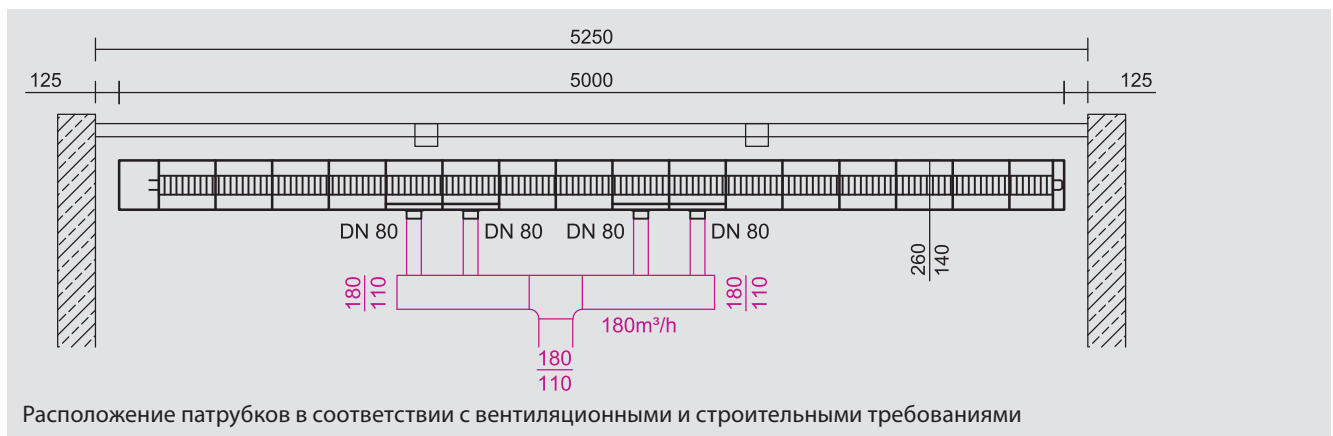 5250
125 5000 125
DN 80 DN 80 DN 80 DN 80
260
140
180
110
180
110
180m³/h
180
110
Расположение патрубков в соответствии с вентиляционными и строительными требованиями